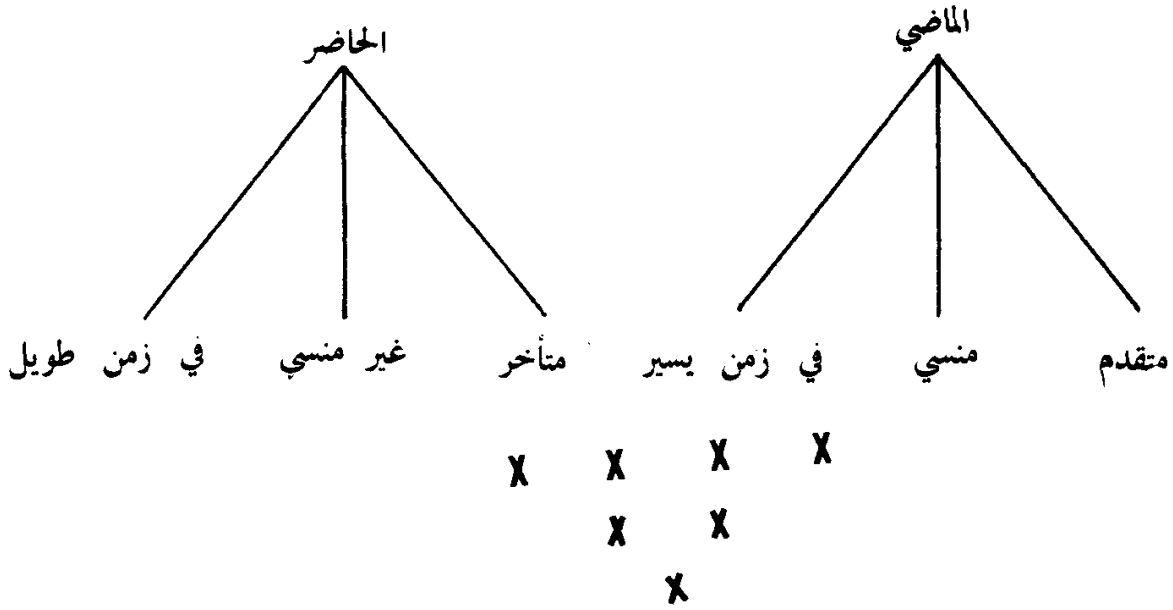 الماضي
الحاضر
متقدم منسي في زمن يسير متأخر غير منسي في زمن طويل
x x x x
x x
x